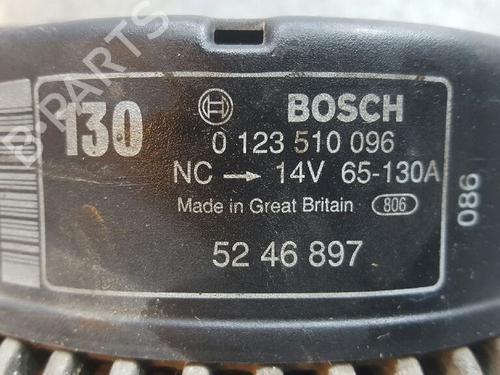 130 BOSCH
0 123 510 096
NC → 14V 65-130A
Made in Great Britain 806
52 46 897
086
B-PARTS